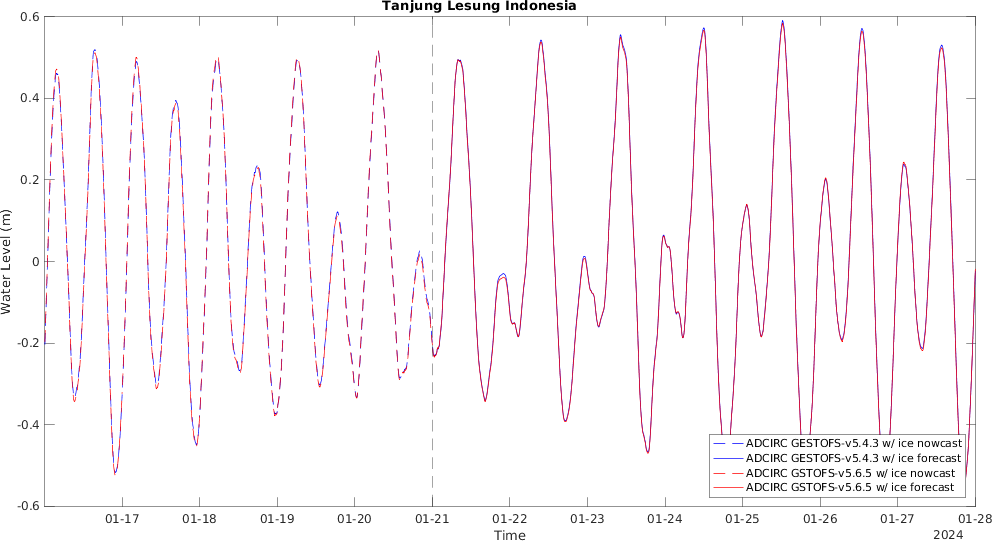 Tanjung Lesung Indonesia
Water Level (m)
0.6
0.4
0.2
0
-0.2
-0.4
-0.6
ADCIRC GESTOFS-v5.4.3 w/ ice nowcast
ADCIRC GESTOFS-v5.4.3 w/ ice forecast
ADCIRC GSTOFS-v5.6.5 w/ ice nowcast
ADCIRC GSTOFS-v5.6.5 w/ ice forecast
01-17 01-18 01-19 01-20 01-21 01-22 01-23 01-24 01-25 01-26 01-27 01-28
Time
2024